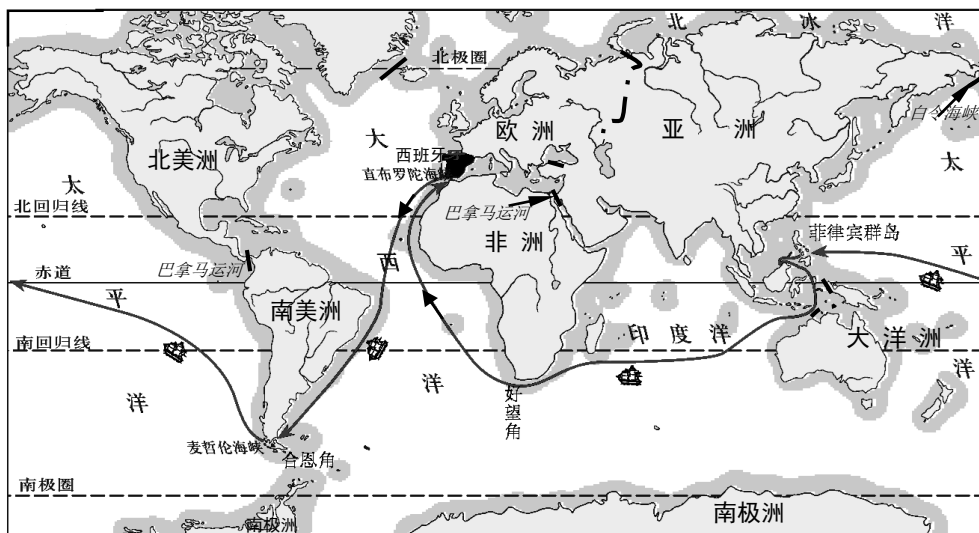 北 冰 洋
北极圈
白令海峡
大
欧 洲
亚 洲
西班牙牙
北美洲
太
直布罗陀海峡
太
北回归线
巴拿马运河
菲律宾群岛
非 洲
巴拿马运河
西
平
赤道
平
南美洲
印 度 洋
大 洋 洲
南回归线
洋
洋
洋
好望角
麦哲伦海峡
合恩角
南极圈
南极洲
南极洲